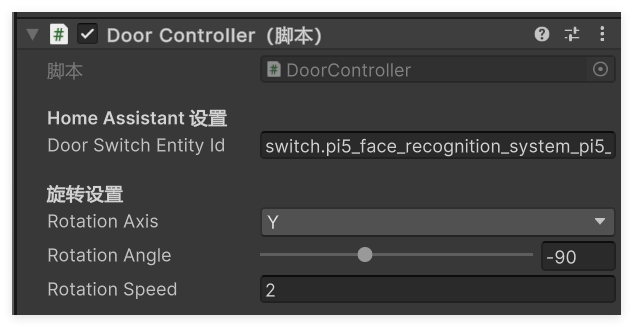 Door Controller（脚本）
脚本 DoorController
Home Assistant 设置
Door Switch Entity Id switch.pi5_face_recognition_system_pi5_
旋转设置
Rotation Axis Y
Rotation Angle -90
Rotation Speed 2